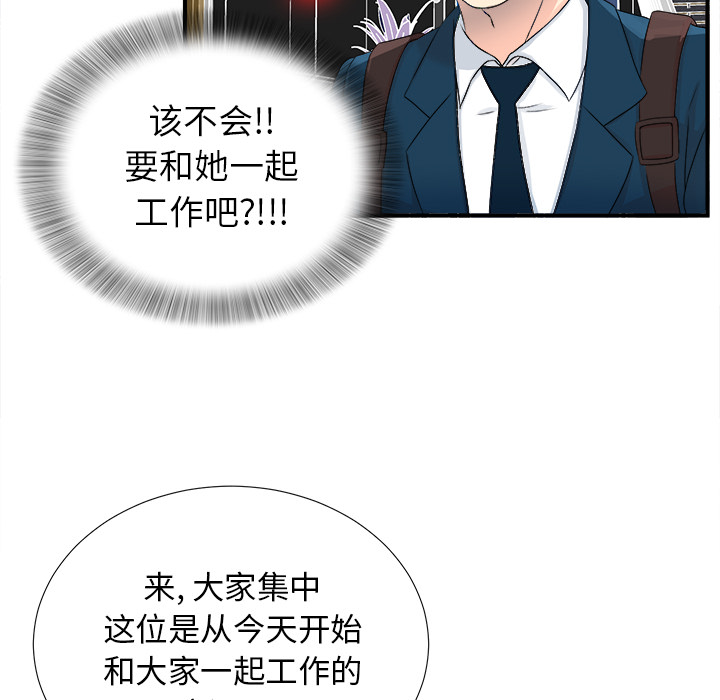 该不会!!
要和她一起
工作吧?!!!
来, 大家集中
这位是从今天开始
和大家一起工作的